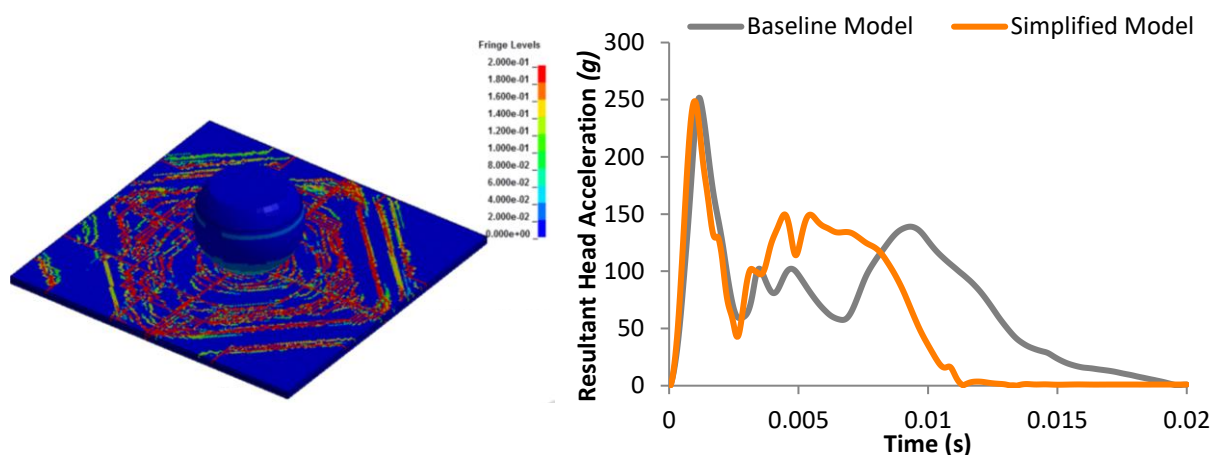 Fringe Levels
2.000e-01
1.800e-01
1.600e-01
1.400e-01
1.200e-01
1.000e-01
8.000e-02
6.000e-02
4.000e-02
2.000e-02
0.000e+00
Baseline Model Simplified Model
Resultant Head Acceleration (g)
300
250
200
150
100
50
0
0 0.005 0.01 0.015 0.02
Time (s)